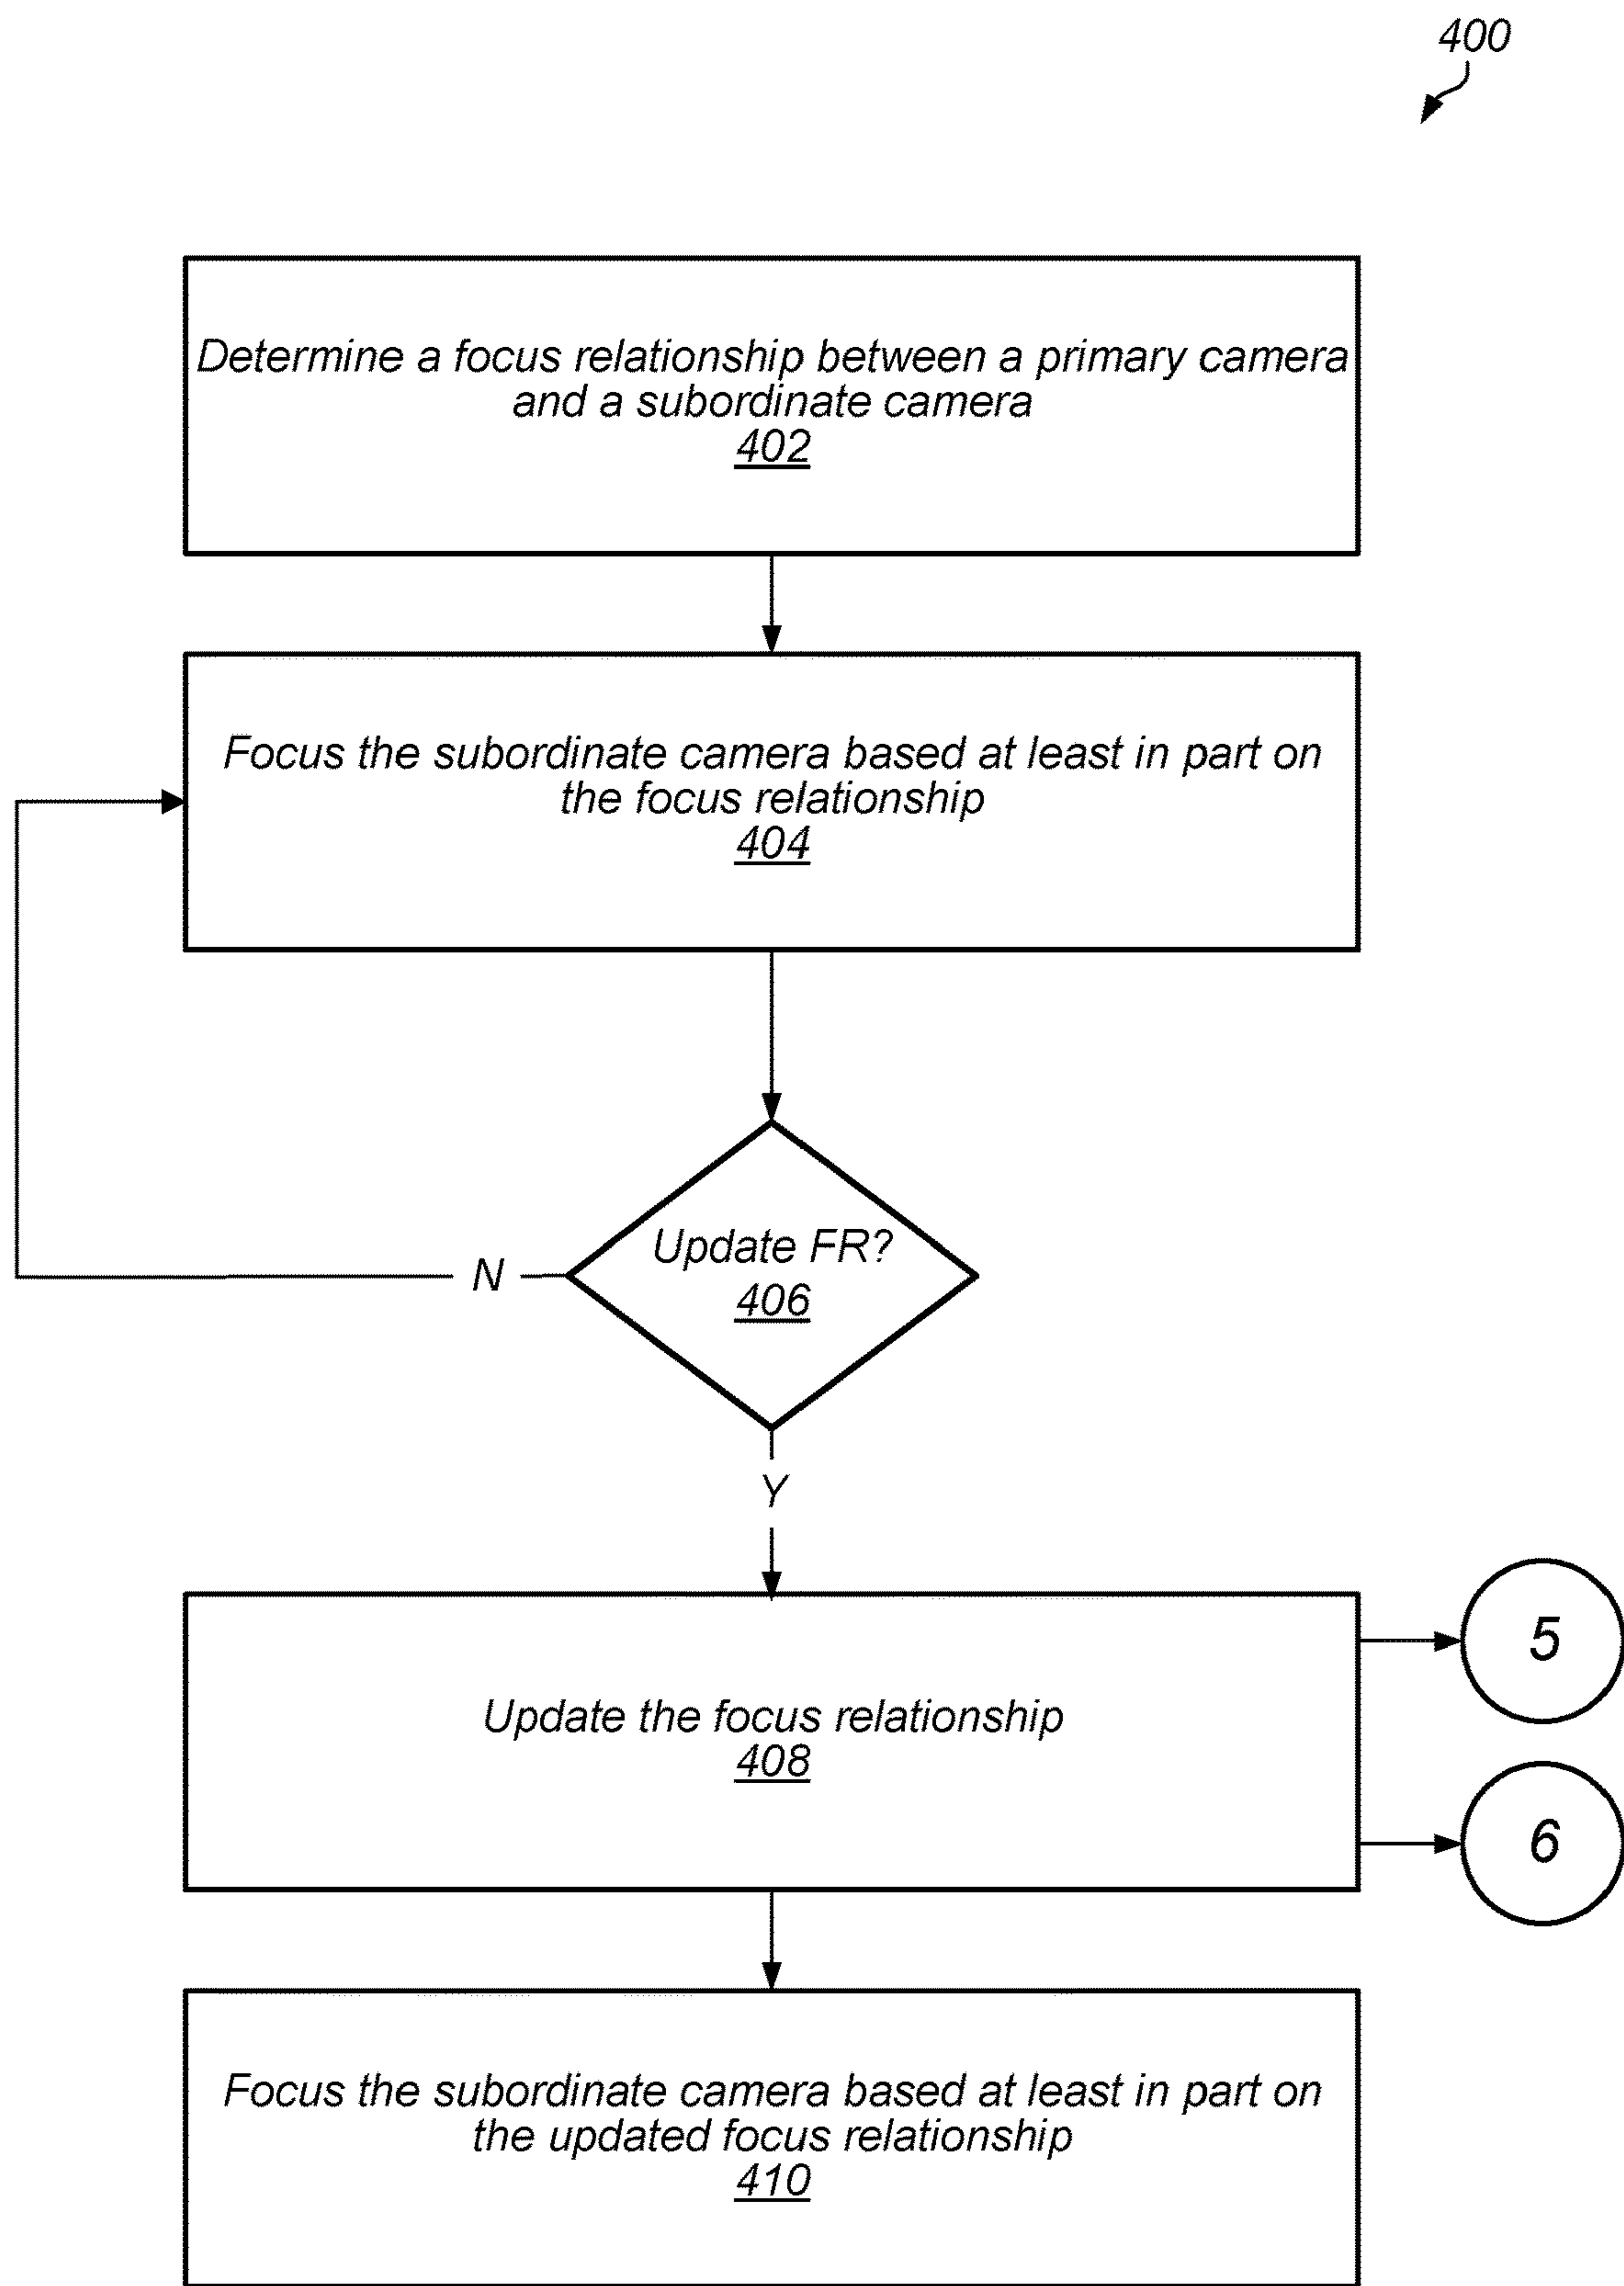 400
Determine a focus relationship between a primary camera
and a subordinate camera
402
Focus the subordinate camera based at least in part on
the focus relationship
404
Update FR?
406
N
Y
5
Update the focus relationship
408
6
Focus the subordinate camera based at least in part on
the updated focus relationship
410